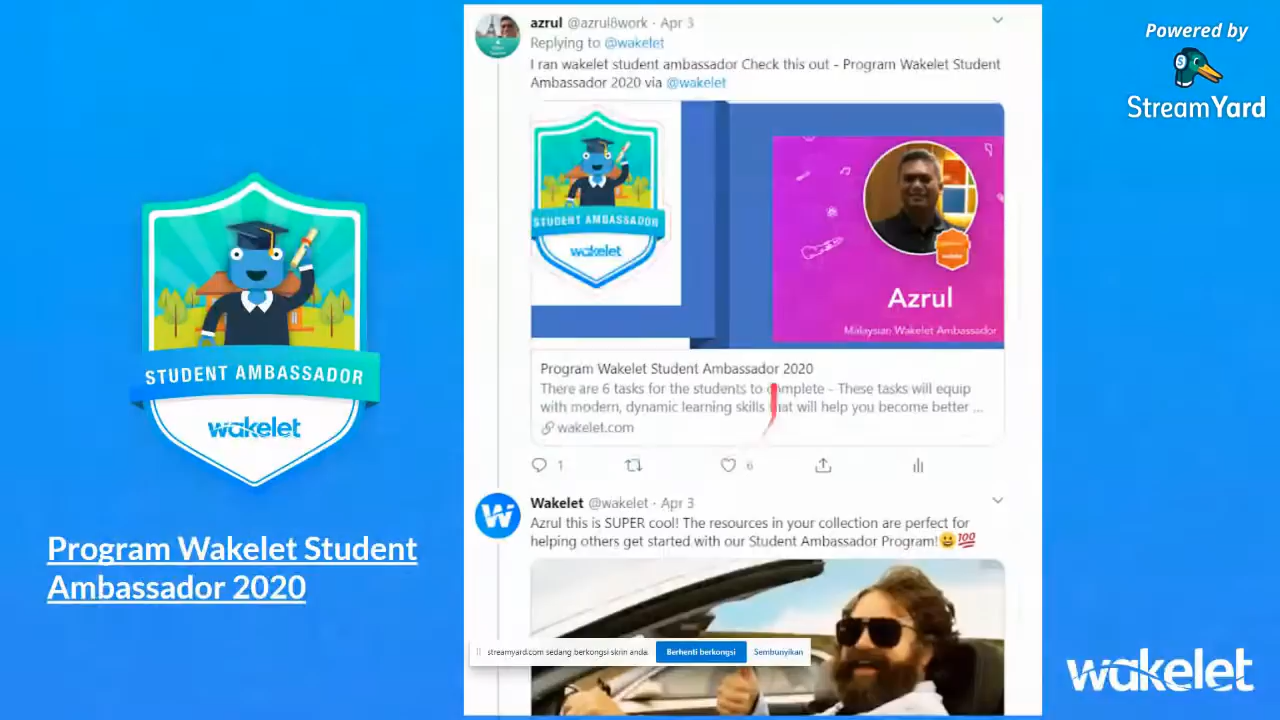 azrul @azrul8work · Apr 3
Replying to @wakelet
I ran wakelet student ambassador Check this out - Program Wakelet Student
Ambassador 2020 via @wakelet
STUDENT AMBASSADOR
wakelet
Azrul
Malaysian Wakelet Ambassador
Program Wakelet Student Ambassador 2020
There are 6 tasks for the students to complete - These tasks will equip
with modern, dynamic learning skills that will help you become better ...
wakelet.com
1
6
Wakelet @wakelet · Apr 3
Azrul this is SUPER cool! The resources in your collection are perfect for
helping others get started with our Student Ambassador Program!😀💯
streamyard.com sedang berkongsi skrin anda.
Berhenti berkongsi
Sembunyikan
STUDENT AMBASSADOR
wakelet
Program Wakelet Student
Ambassador 2020
Powered by
StreamYard
wakelet